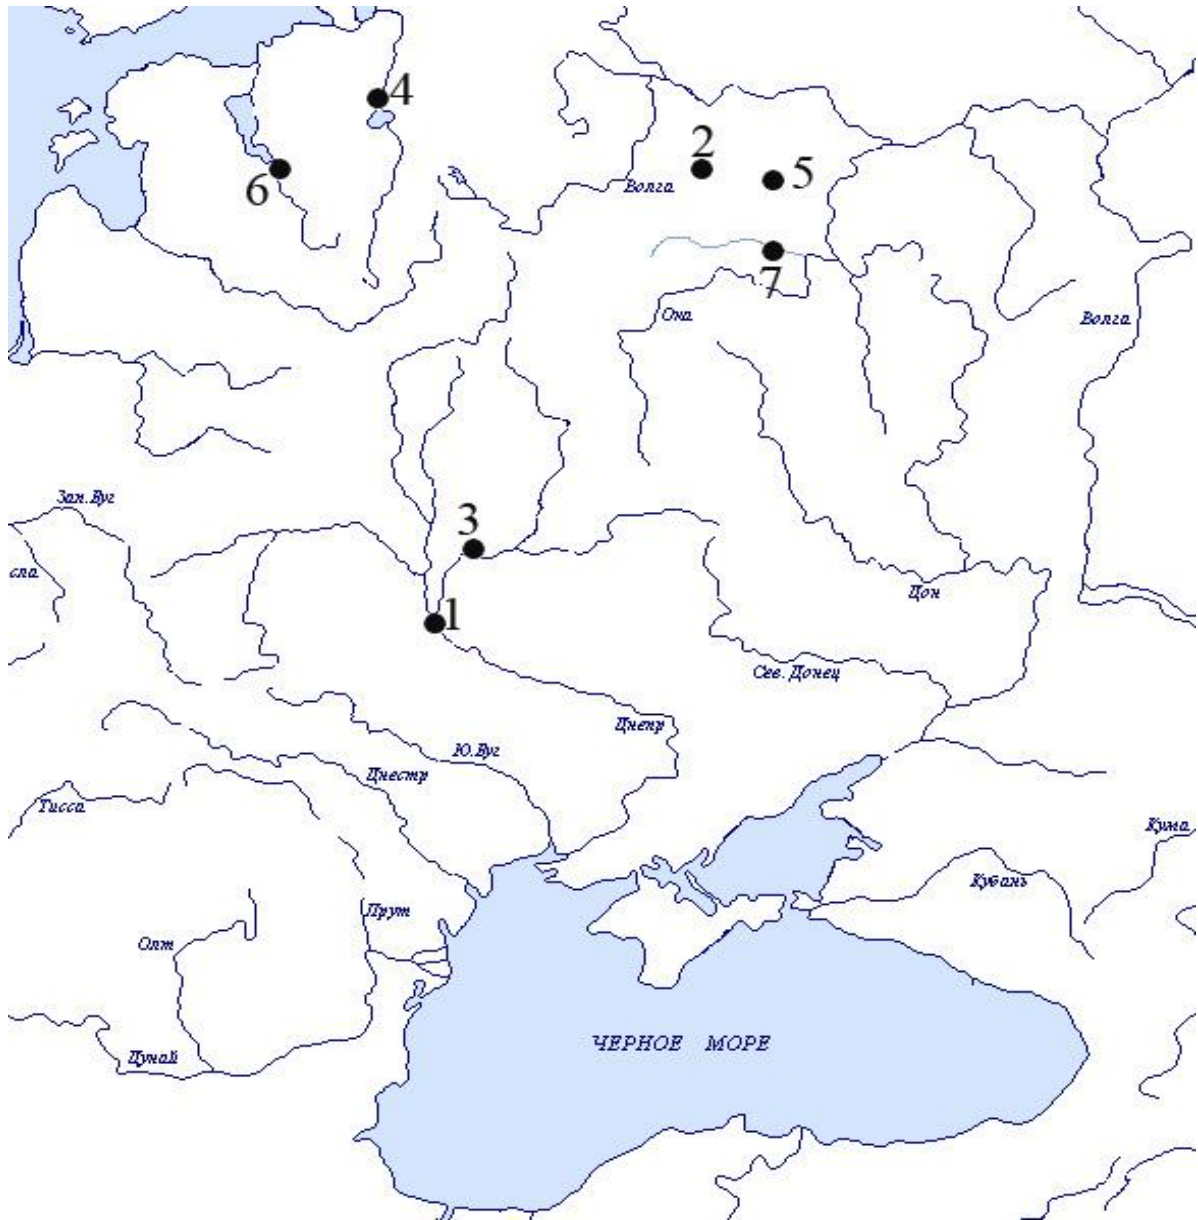 4
2
5
6
Волга
7
Ока
Волга
Зап. Буг
3
сла
Дон
1
Сев. Донец
Днепр
Ю.Буг
Днестр
Тисса
Кума
Кубань
Прут
Олт
ЧЕРНОЕ МОРЕ
Дунай